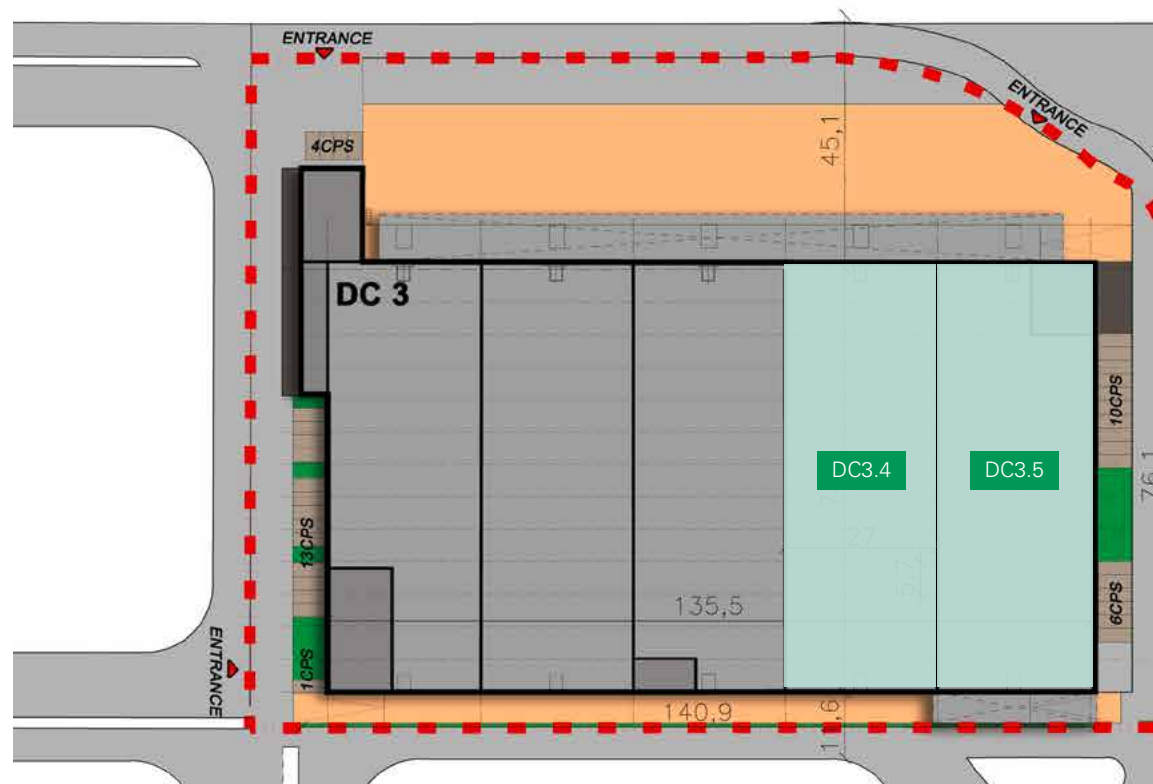 ENTRANCE
ENTRANCE
4CPS
45,1
DC 3
10CPS
DC3.4
DC3.5
76,1
27
13CPS
135,5
6CPS
ENTRANCE
1CPS
140,9
11,6